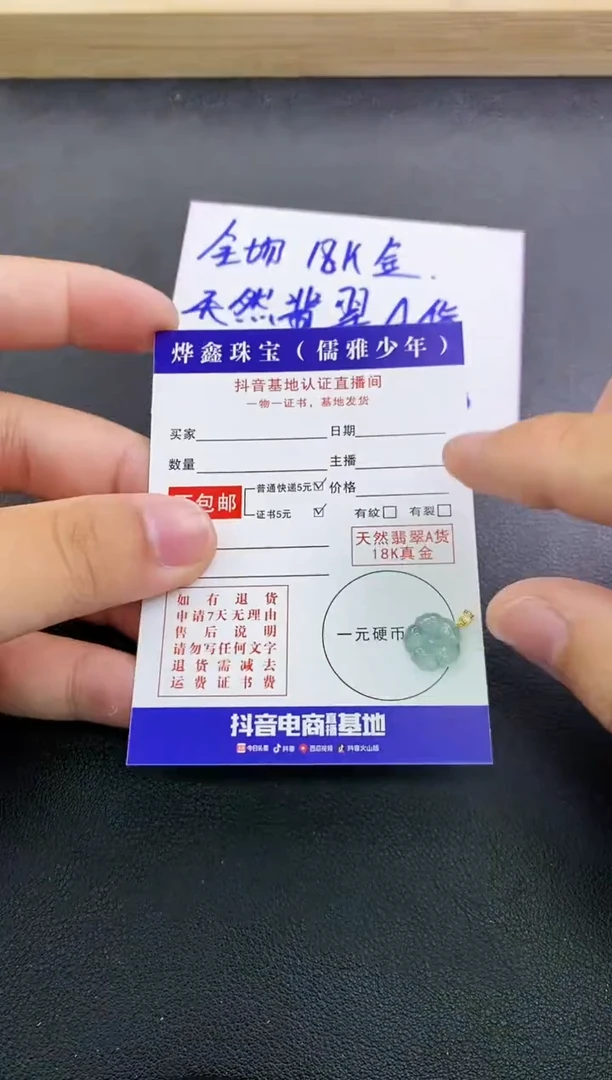 全场 18K金.
天然翡翠A货
烨鑫珠宝(儒雅少年)
抖音基地认证直播间
一物一证书，基地发货
买家 日期
数量 主播
包邮 普通快递5元☑ 价格
证书5元 ☑ 有纹□ 有裂□
天然翡翠A货
18K真金
如有退货
申请7天无理由
售后说明
请勿写任何文字
退货需减去
运费证书费
一元硬币
抖音电商直播基地
今日头条 抖音 西瓜视频 抖音火山版